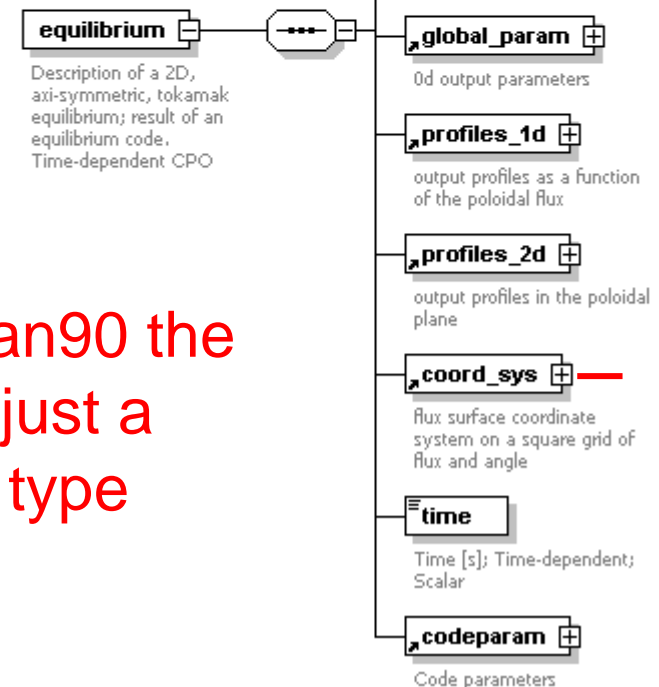 equilibrium
Description of a 2D,
axi-symmetric, tokamak
equilibrium; result of an
equilibrium code.
Time-dependent CPO
an90 the
just a
type
global_param
0d output parameters
profiles_1d
output profiles as a function
of the poloidal flux
profiles_2d
output profiles in the poloidal
plane
coord_sys
flux surface coordinate
system on a square grid of
flux and angle
time
Time [s]; Time-dependent;
Scalar
codeparam
Code parameters